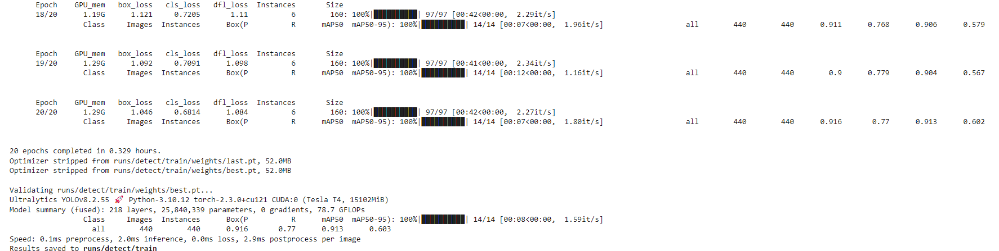 Epoch GPU_mem box_loss cls_loss dfl_loss Instances Size
18/20 1.19G 1.121 0.7205 1.11 6 160: 100%|██████████| 97/97 [00:42<00:00, 2.29it/s]
Class Images Instances Box(P R mAP50 mAP50-95): 100%|██████████| 14/14 [00:07<00:00, 1.96it/s] all 440 440 0.911 0.768 0.906 0.579
Epoch GPU_mem box_loss cls_loss dfl_loss Instances Size
19/20 1.29G 1.092 0.7091 1.098 6 160: 100%|██████████| 97/97 [00:41<00:00, 2.34it/s]
Class Images Instances Box(P R mAP50 mAP50-95): 100%|██████████| 14/14 [00:12<00:00, 1.16it/s] all 440 440 0.9 0.779 0.904 0.567
Epoch GPU_mem box_loss cls_loss dfl_loss Instances Size
20/20 1.29G 1.046 0.6814 1.084 6 160: 100%|██████████| 97/97 [00:42<00:00, 2.27it/s]
Class Images Instances Box(P R mAP50 mAP50-95): 100%|██████████| 14/14 [00:07<00:00, 1.80it/s] all 440 440 0.916 0.77 0.913 0.602
20 epochs completed in 0.329 hours.
Optimizer stripped from runs/detect/train/weights/last.pt, 52.0MB
Optimizer stripped from runs/detect/train/weights/best.pt, 52.0MB
Validating runs/detect/train/weights/best.pt...
Ultralytics YOLOv8.2.55 🚀 Python-3.10.12 torch-2.3.0+cu121 CUDA:0 (Tesla T4, 15102MiB)
Model summary (fused): 218 layers, 25,840,339 parameters, 0 gradients, 78.7 GFLOPs
Class Images Instances Box(P R mAP50 mAP50-95): 100%|██████████| 14/14 [00:08<00:00, 1.59it/s]
all 440 440 0.916 0.77 0.913 0.603
Speed: 0.1ms preprocess, 2.0ms inference, 0.0ms loss, 2.9ms postprocess per image
Results saved to runs/detect/train